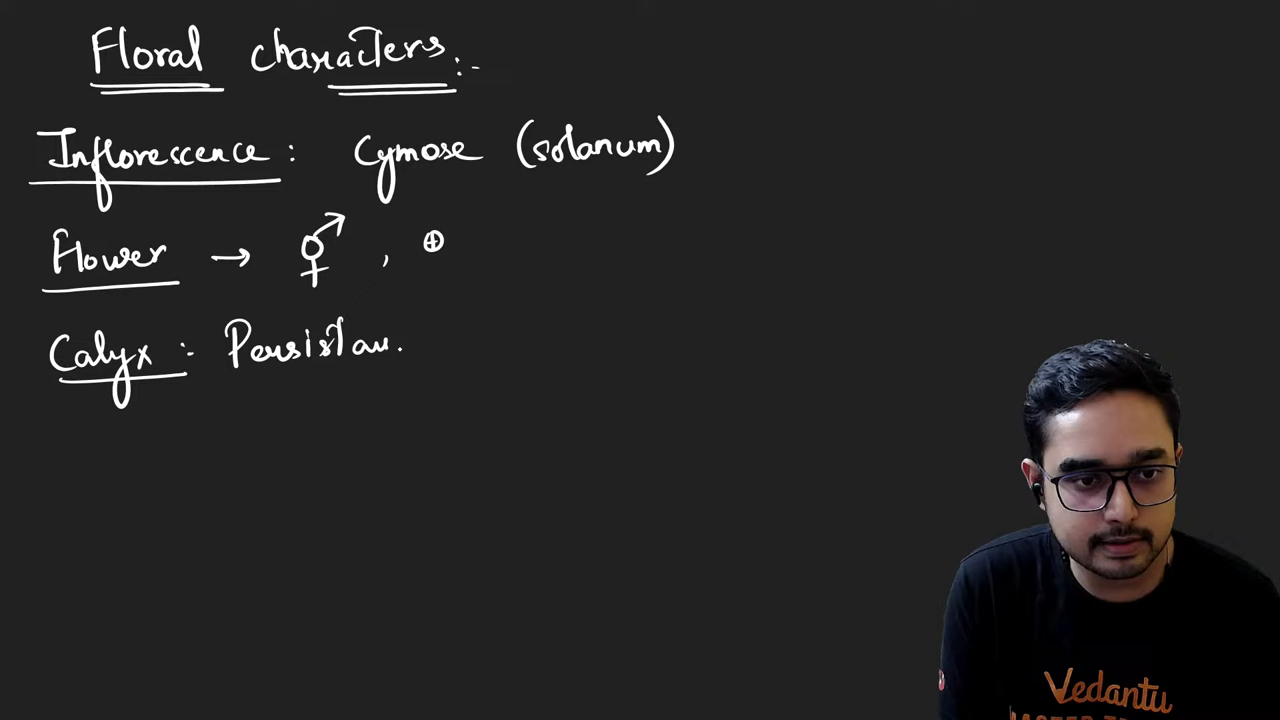 Floral characters:-
Inflorescence : Cymose (solanum)
Flower → ⚥ , ⊕
Calyx :- Persistan.
Vedantu